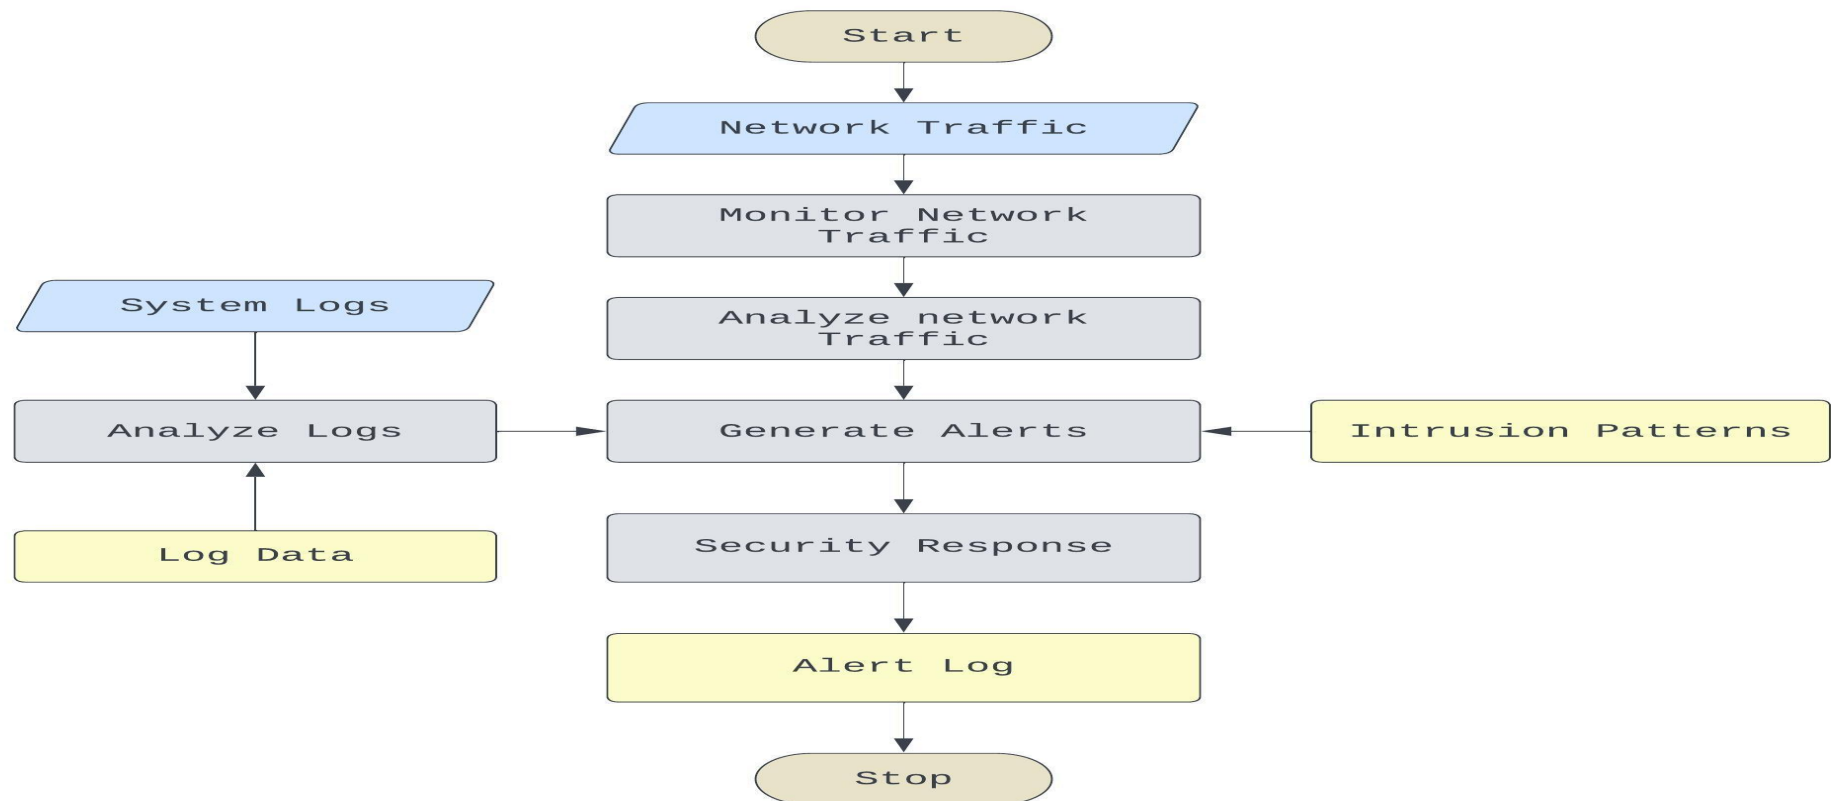 Start
Network Traffic
Monitor Network
Traffic
System Logs
Analyze network
Traffic
Analyze Logs
Generate Alerts
Intrusion Patterns
Log Data
Security Response
Alert Log
Stop